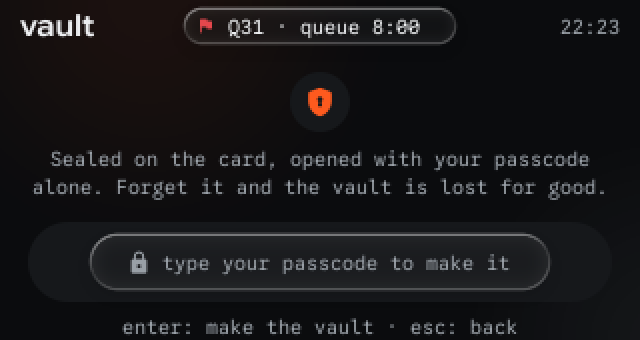 vault
Q31 · queue 8:00
22:23
Sealed on the card, opened with your passcode
alone. Forget it and the vault is lost for good.
type your passcode to make it
enter: make the vault · esc: back